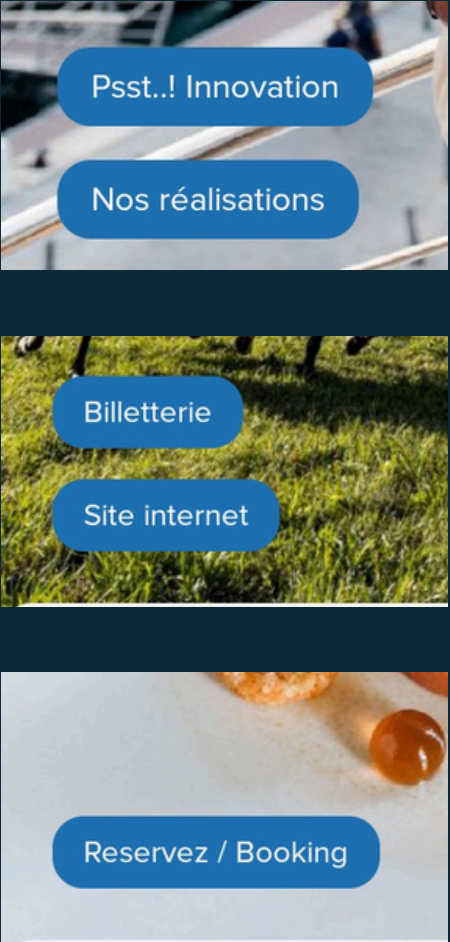 Psst..! Innovation
Nos réalisations
Billetterie
Site internet
Reservez / Booking